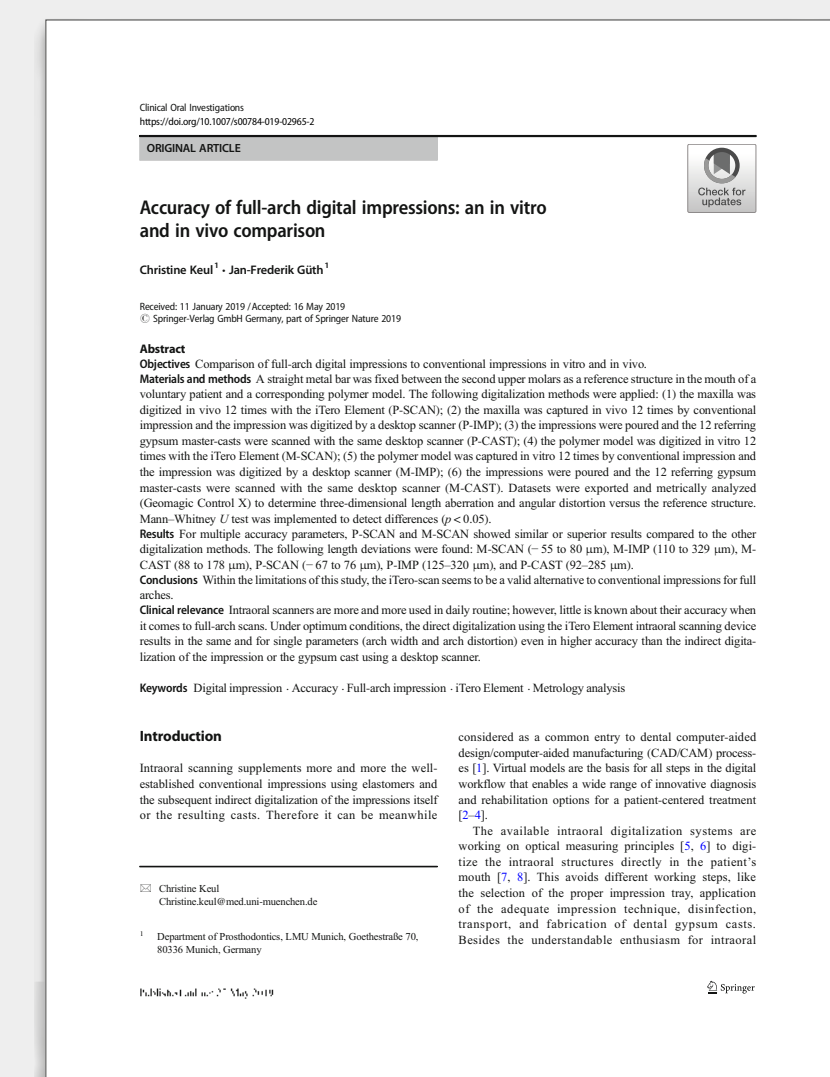 Clinical Oral Investigations
https://doi.org/10.1007/s00784-019-02965-2
ORIGINAL ARTICLE
Check for
updates
Accuracy of full-arch digital impressions: an in vitro
and in vivo comparison
Christine Keul 1 · Jan-Frederik Güth 1
Received: 11 January 2019 / Accepted: 16 May 2019
© Springer-Verlag GmbH Germany, part of Springer Nature 2019
Abstract
Objectives Comparison of full-arch digital impressions to conventional impressions in vitro and in vivo.
Materials and methods A straight metal bar was fixed between the second upper molars as a reference structure in the mouth of a
voluntary patient and a corresponding polymer model. The following digitalization methods were applied: (1) the maxilla was
digitized in vivo 12 times with the iTero Element (P-SCAN); (2) the maxilla was captured in vivo 12 times by conventional
impression and the impression was digitized by a desktop scanner (P-IMP); (3) the impressions were poured and the 12 referring
gypsum master-casts were scanned with the same desktop scanner (P-CAST); (4) the polymer model was digitized in vitro 12
times with the iTero Element (M-SCAN); (5) the polymer model was captured in vitro 12 times by conventional impression and
the impression was digitized by a desktop scanner (M-IMP); (6) the impressions were poured and the 12 referring gypsum
master-casts were scanned with the same desktop scanner (M-CAST). Datasets were exported and metrically analyzed
(Geomagic Control X) to determine three-dimensional length aberration and angular distortion versus the reference structure.
Mann–Whitney U test was implemented to detect differences (p < 0.05).
Results For multiple accuracy parameters, P-SCAN and M-SCAN showed similar or superior results compared to the other
digitalization methods. The following length deviations were found: M-SCAN (− 55 to 80 μm), M-IMP (110 to 329 μm), M-
CAST (88 to 178 μm), P-SCAN (− 67 to 76 μm), P-IMP (125–320 μm), and P-CAST (92–285 μm).
Conclusions Within the limitations of this study, the iTero-scan seems to be a valid alternative to conventional impressions for full
arches.
Clinical relevance Intraoral scanners are more and more used in daily routine; however, little is known about their accuracy when
it comes to full-arch scans. Under optimum conditions, the direct digitalization using the iTero Element intraoral scanning device
results in the same and for single parameters (arch width and arch distortion) even in higher accuracy than the indirect digita-
lization of the impression or the gypsum cast using a desktop scanner.
Keywords Digital impression · Accuracy · Full-arch impression · iTero Element · Metrology analysis
Introduction
Intraoral scanning supplements more and more the well-
established conventional impressions using elastomers and
the subsequent indirect digitalization of the impressions itself
or the resulting casts. Therefore it can be meanwhile
considered as a common entry to dental computer-aided
design/computer-aided manufacturing (CAD/CAM) process-
es [1]. Virtual models are the basis for all steps in the digital
workflow that enables a wide range of innovative diagnosis
and rehabilitation options for a patient-centered treatment
[2–4].
The available intraoral digitalization systems are
working on optical measuring principles [5, 6] to digi-
tize the intraoral structures directly in the patient's
mouth [7, 8]. This avoids different working steps, like
the selection of the proper impression tray, application
of the adequate impression technique, disinfection,
transport, and fabrication of dental gypsum casts.
Besides the understandable enthusiasm for intraoral
Christine Keul
Christine.keul@med.uni-muenchen.de
1 Department of Prosthodontics, LMU Munich, Goethestraße 70,
80336 Munich, Germany
May 2019
Springer